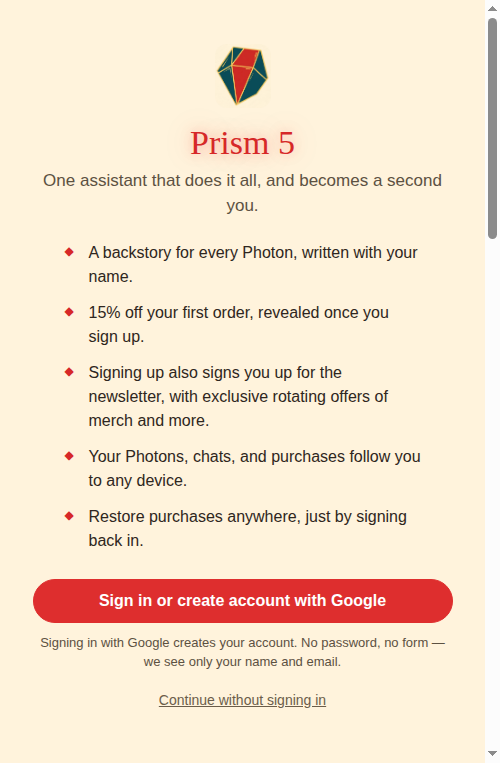 Prism 5
One assistant that does it all, and becomes a second
you.
A backstory for every Photon, written with your
name.
15% off your first order, revealed once you
sign up.
Signing up also signs you up for the
newsletter, with exclusive rotating offers of
merch and more.
Your Photons, chats, and purchases follow you
to any device.
Restore purchases anywhere, just by signing
back in.
Sign in or create account with Google
Signing in with Google creates your account. No password, no form —
we see only your name and email.
Continue without signing in